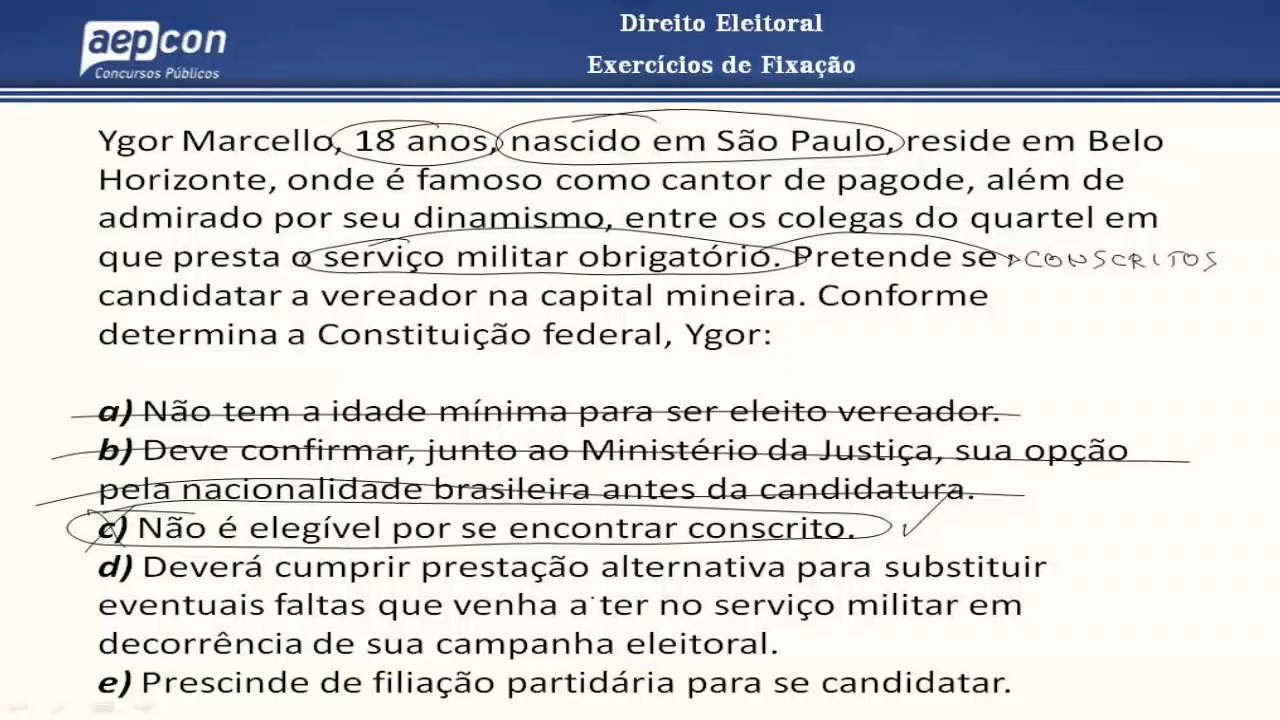 aepcon
Concursos Públicos
Direito Eleitoral
Exercícios de Fixação
Ygor Marcello, 18 anos, nascido em São Paulo, reside em Belo
Horizonte, onde é famoso como cantor de pagode, além de
admirado por seu dinamismo, entre os colegas do quartel em
que presta o serviço militar obrigatório. Pretende se CONSCRITOS
candidatar a vereador na capital mineira. Conforme
determina a Constituição federal, Ygor:
a) Não tem a idade mínima para ser eleito vereador.
b) Deve confirmar, junto ao Ministério da Justiça, sua opção
pela nacionalidade brasileira antes da candidatura.
c) Não é elegível por se encontrar conscrito.
d) Deverá cumprir prestação alternativa para substituir
eventuais faltas que venha a ter no serviço militar em
decorrência de sua campanha eleitoral.
e) Prescinde de filiação partidária para se candidatar.